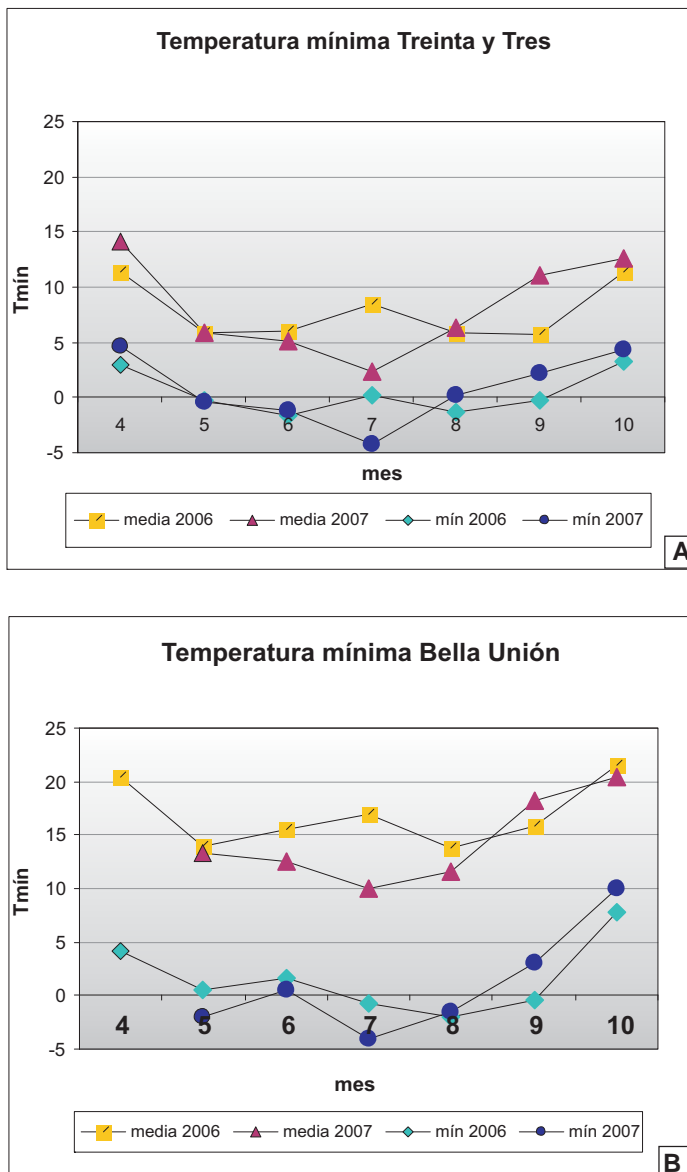 Temperatura mínima Treinta y Tres
25
20
15
10
5
0
-5
Tmín
4 5 6 7 8 9 10
mes
media 2006 media 2007 mín 2006 mín 2007
A
Temperatura mínima Bella Unión
25
20
15
10
5
0
-5
Tmín
4 5 6 7 8 9 10
mes
media 2006 media 2007 mín 2006 mín 2007
B